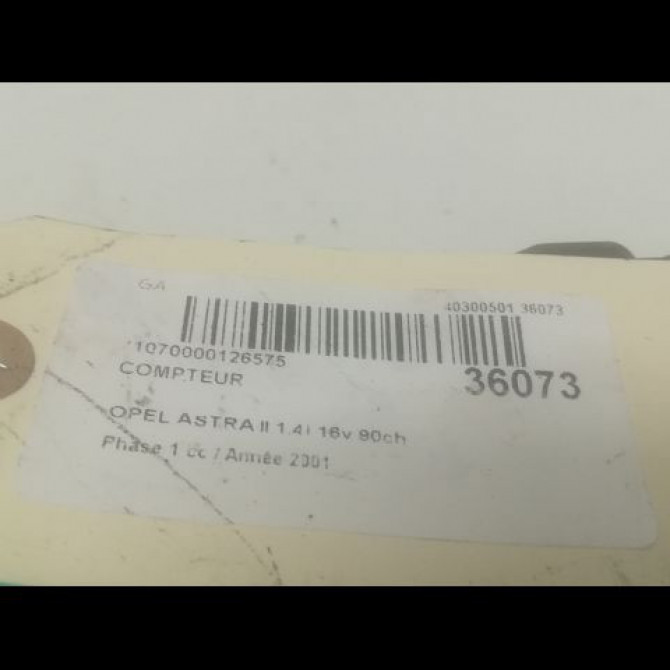 GA
40300501 36073
1070000126575
COMPTEUR
36073
OPEL ASTRA II 1.4i 16v 90ch
Phase 1 cc / Année 2001